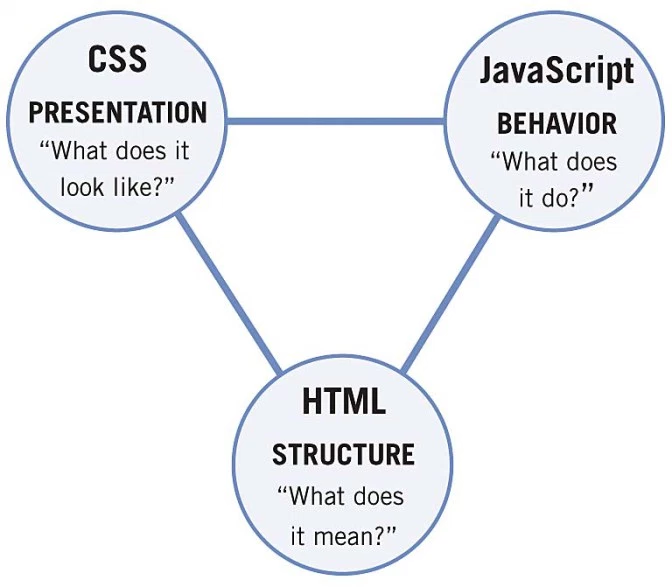 CSS
PRESENTATION
“What does it
look like?”
JavaScript
BEHAVIOR
“What does
it do?”
HTML
STRUCTURE
“What does
it mean?”